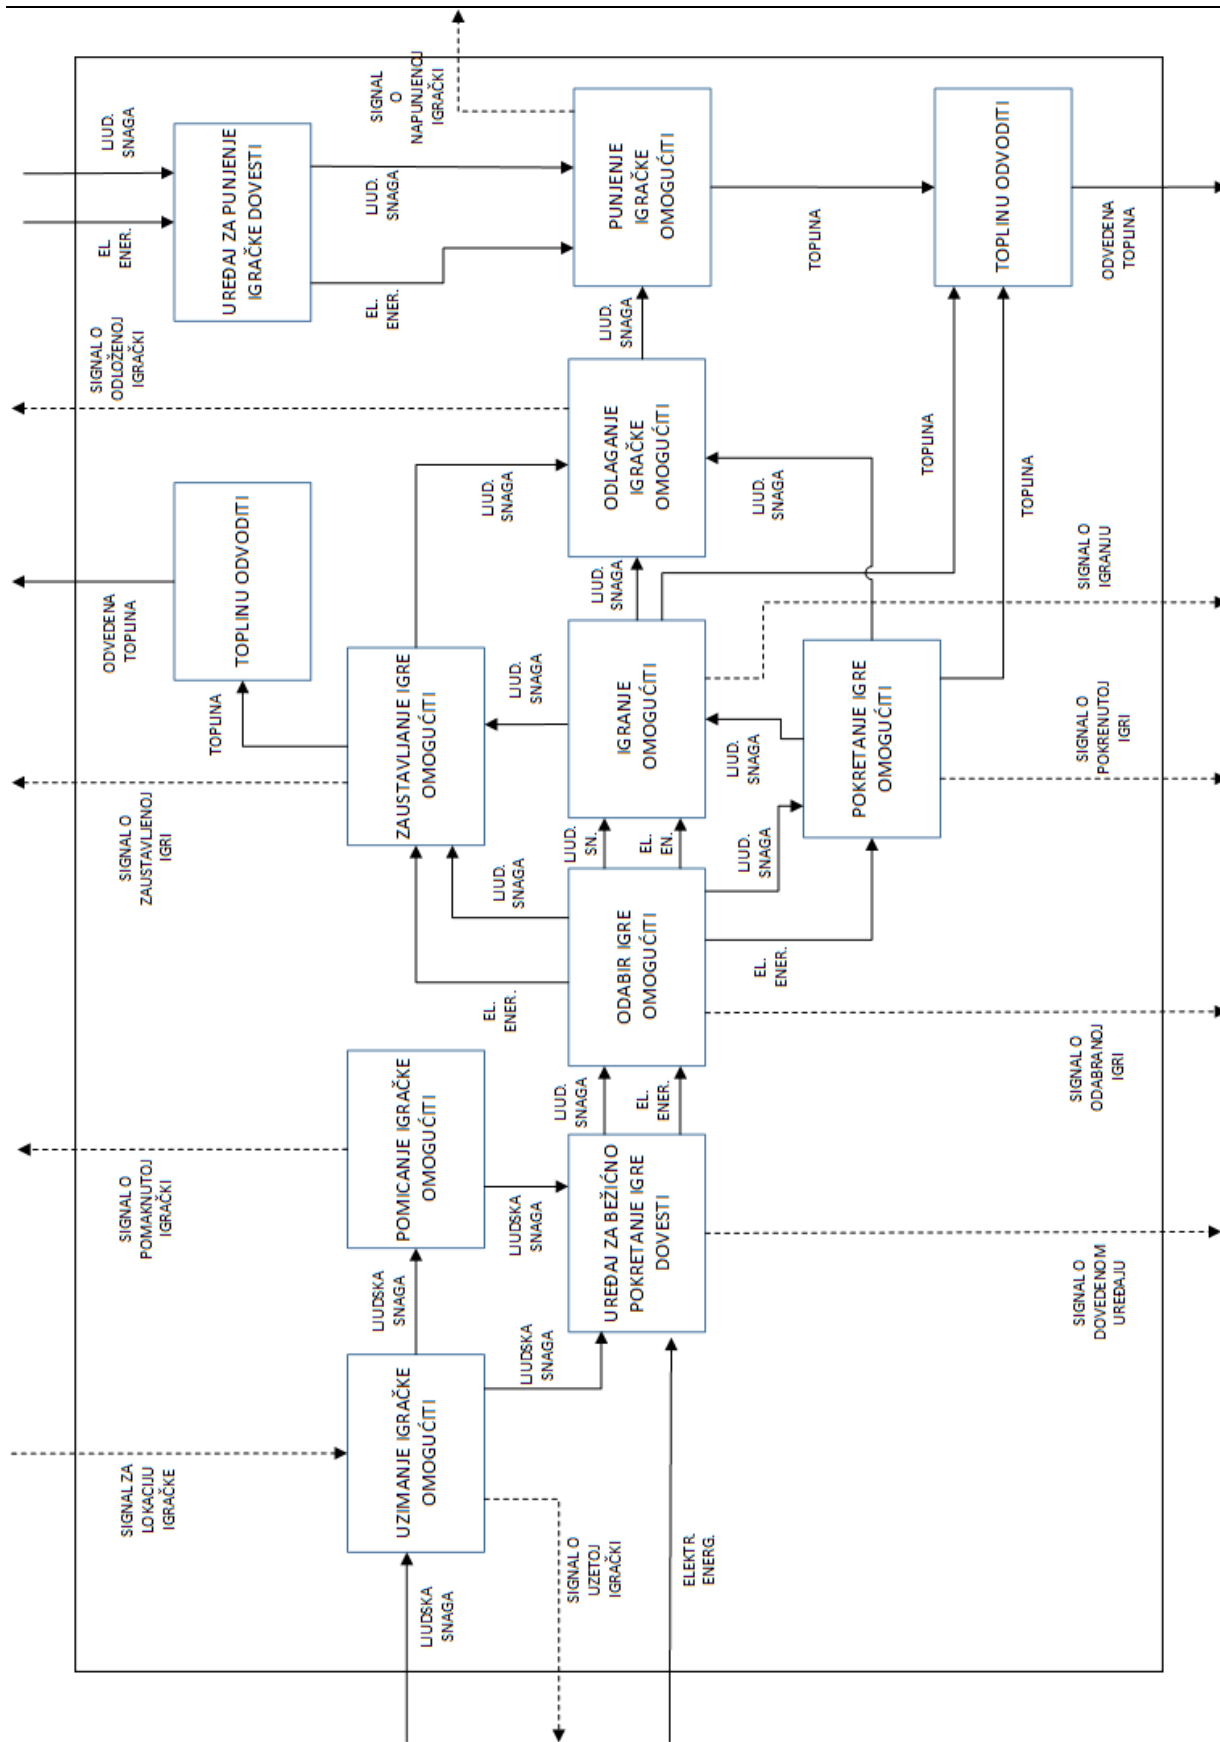 SIGNAL ZA
LOKACIJU
IGRAČKE
SIGNAL O
POMAKNUTOJ
IGRAČKI
SIGNAL O
ZAUSTAVLJENOJ
IGRI
ODVEDENA
TOPLINA
SIGNAL O
ODLOŽENOJ
IGRAČKI
EL.
ENER.
LJUD.
SNAGA
TOPLINA
TOPLINU ODVODITI
UREĐAJ ZA PUNJENJE
IGRAČKE DOVESTI
LJUDSKA
SNAGA
UZIMANJE IGRAČKE
OMOGUĆITI
LJUDSKA
SNAGA
POMICANJE IGRAČKE
OMOGUĆITI
ZAUSTAVLJANJE IGRE
OMOGUĆITI
EL.
ENER.
LJUD.
SNAGA
SIGNAL
O
NAPUNJENOJ
IGRAČKI
LJUDSKA
SNAGA
LJUDSKA
SNAGA
EL.
ENER.
LJUD.
SNAGA
LJUD.
SNAGA
LJUD.
SNAGA
SIGNAL O
UZETOJ
IGRAČKI
UREĐAJ ZA BEŽIĆNO
POKRETANJE IGRE
DOVESTI
LJUD.
SNAGA
EL.
ENER.
ODABIR IGRE
OMOGUĆITI
LJUD.
SN.
EL.
EN.
IGRANJE
OMOGUĆITI
LJUD.
SNAGA
ODLAGANJE
IGRAČKE
OMOGUĆITI
LJUD.
SNAGA
PUNJENJE
IGRAČKE
OMOGUĆITI
ELEKTR.
ENERG.
EL.
ENER.
LJUD.
SNAGA
LJUD.
SNAGA
LJUD.
SNAGA
TOPLINA
POKRETANJE IGRE
OMOGUĆITI
TOPLINA
TOPLINA
TOPLINU ODVODITI
SIGNAL O
DOVEDENOM
UREĐAJU
SIGNAL O
ODABRANOJ
IGRI
SIGNAL O
POKRENUTOJ
IGRI
SIGNAL O
IGRANJU
ODVEDENA
TOPLINA